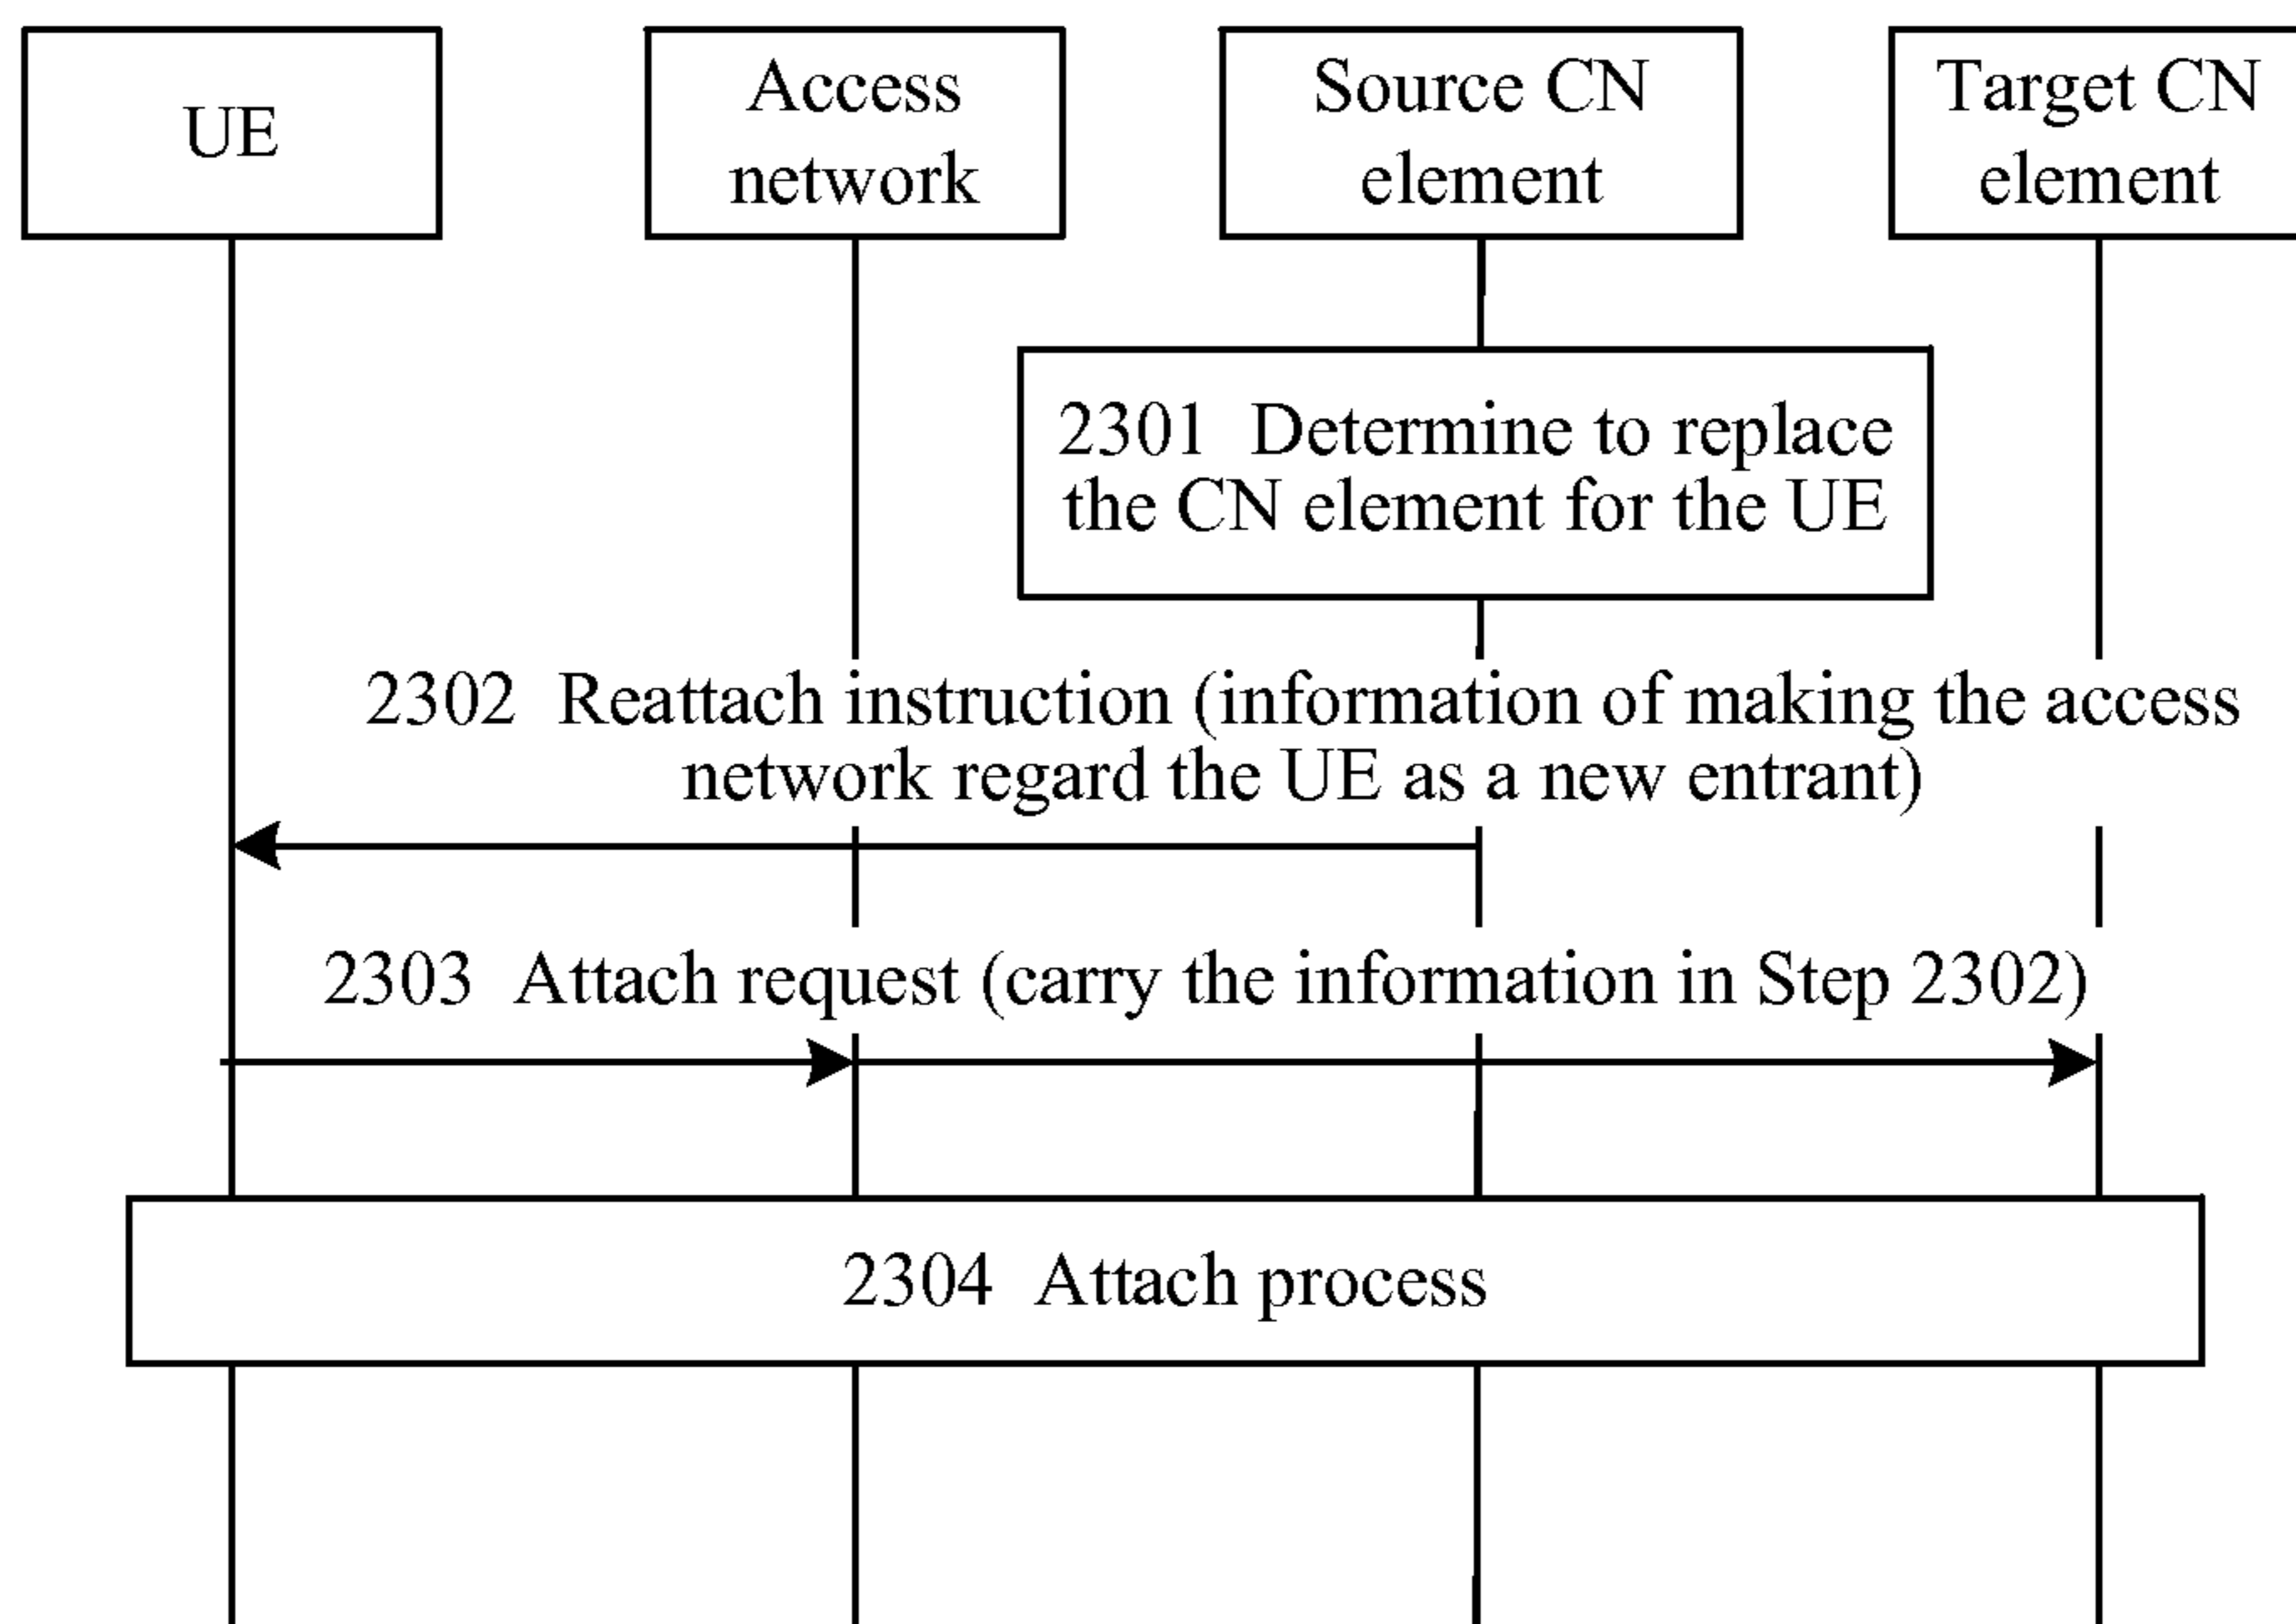 UE
Access
network
Source CN
element
Target CN
element
2301 Determine to replace
the CN element for the UE
2302 Reattach instruction (information of making the access
network regard the UE as a new entrant)
2303 Attach request (carry the information in Step 2302)
2304 Attach process